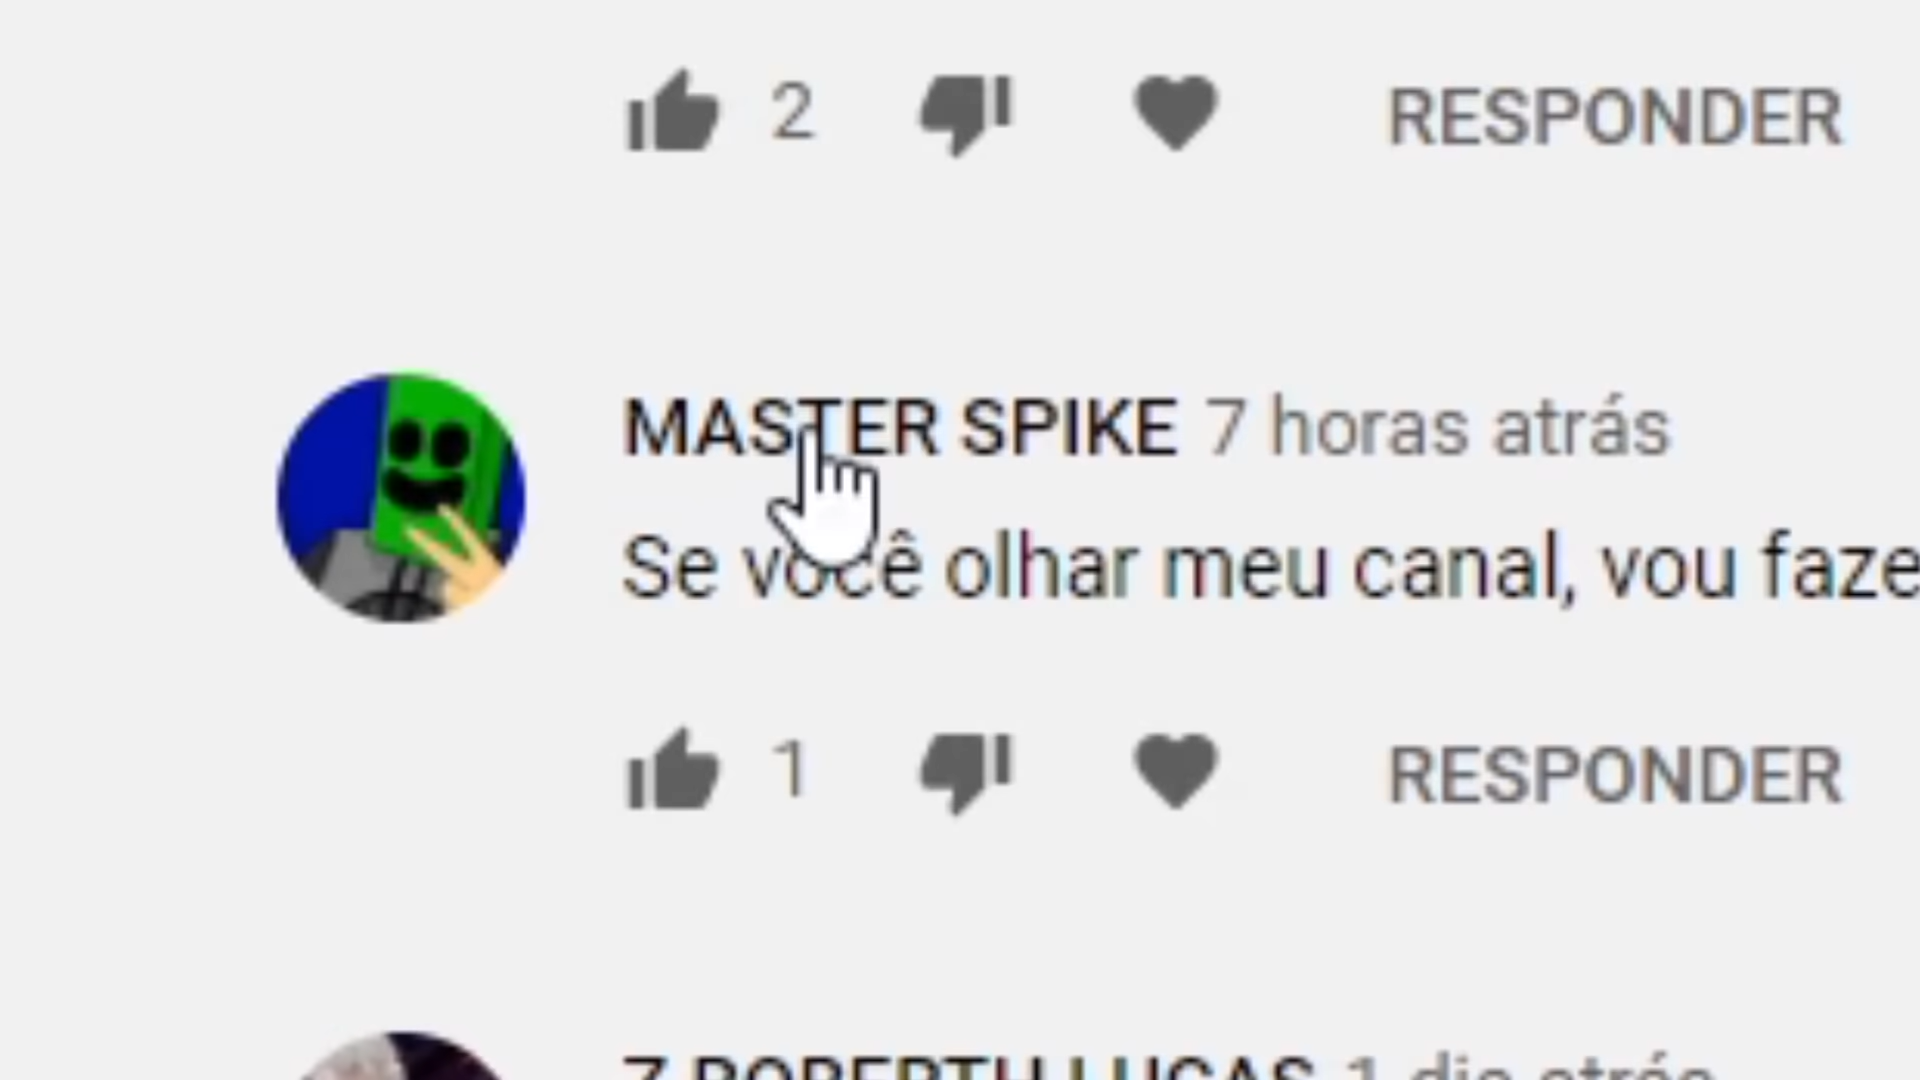 2 RESPONDER
MASTER SPIKE 7 horas atrás
Se você olhar meu canal, vou faze
1 RESPONDER
Z ROBERTH LUCAS 1 dia atrás